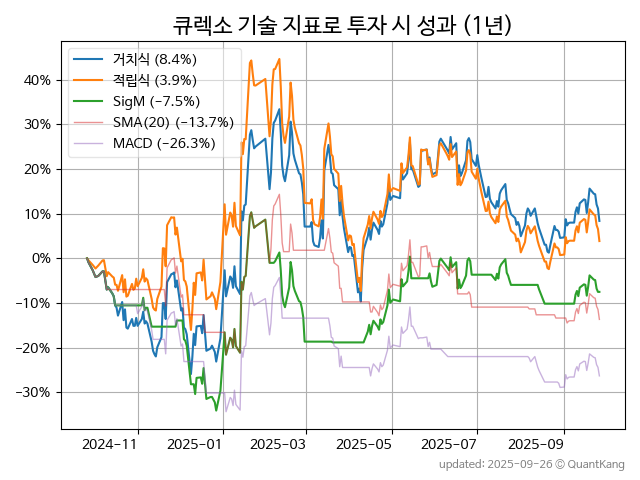 큐렉소 기술 지표로 투자 시 성과 (1년)
거치식 (8.4%)
적립식 (3.9%)
SigM (−7.5%)
SMA(20) (−13.7%)
MACD (−26.3%)
40%
30%
20%
10%
0%
−10%
−20%
−30%
2024-11
2025-01
2025-03
2025-05
2025-07
2025-09
updated: 2025-09-26 © QuantKang